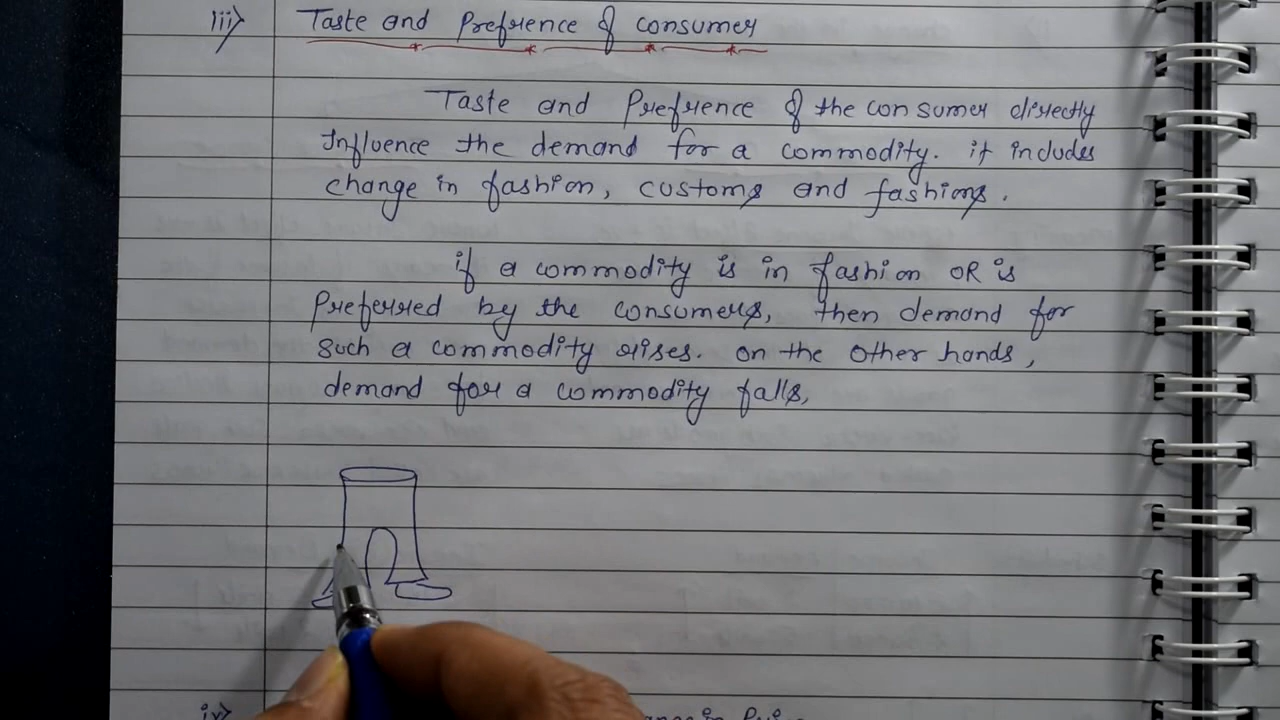 iii> Taste and Prefrence of consumer
Taste and Prefrence of the consumer directly
Influence the demand for a commodity. it includes
change in fashion, customs and fashions.
if a commodity is in fashion OR is
Preferred by the consumers, then demand for
such a commodity rises. on the other hands,
demand for a commodity falls,
iv>